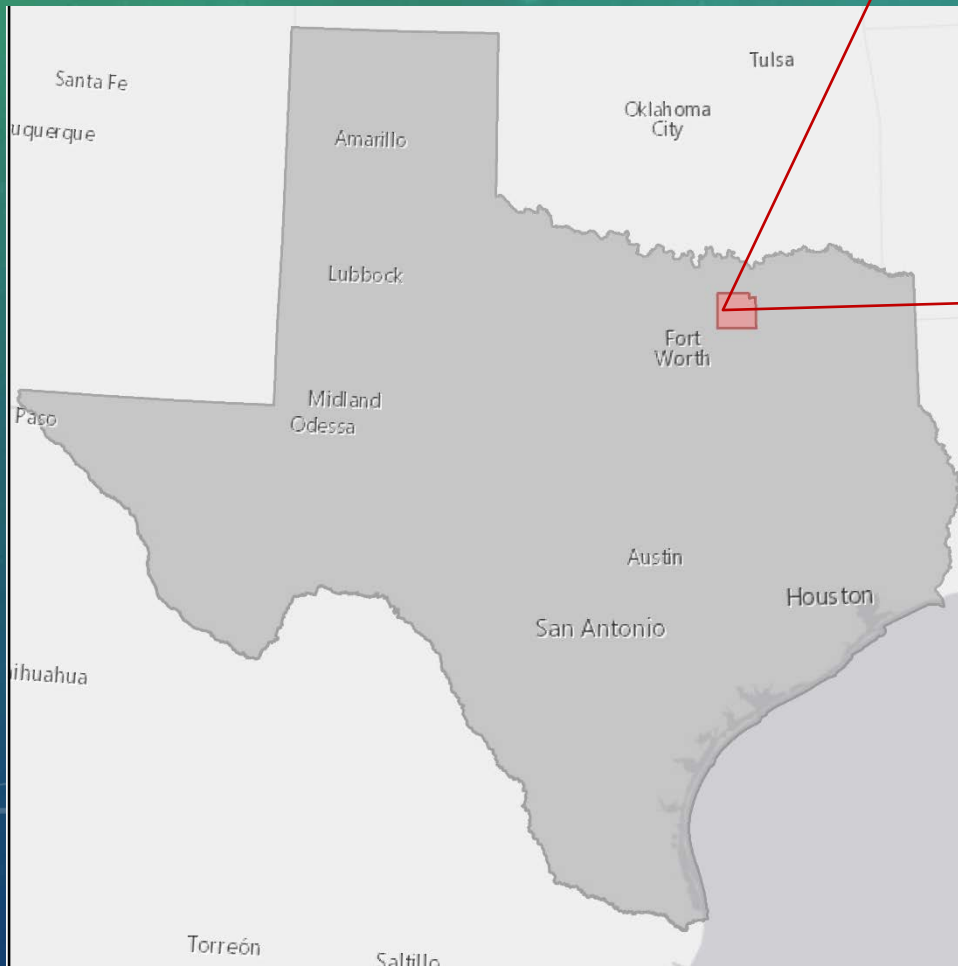 Tulsa
Santa Fe
Oklahoma
City
uquerque
Amarillo
Lubbock
Fort
Worth
Midland
Paso
Odessa
Austin
Houston
San Antonio
ihuahua
Torreón
Saltillo